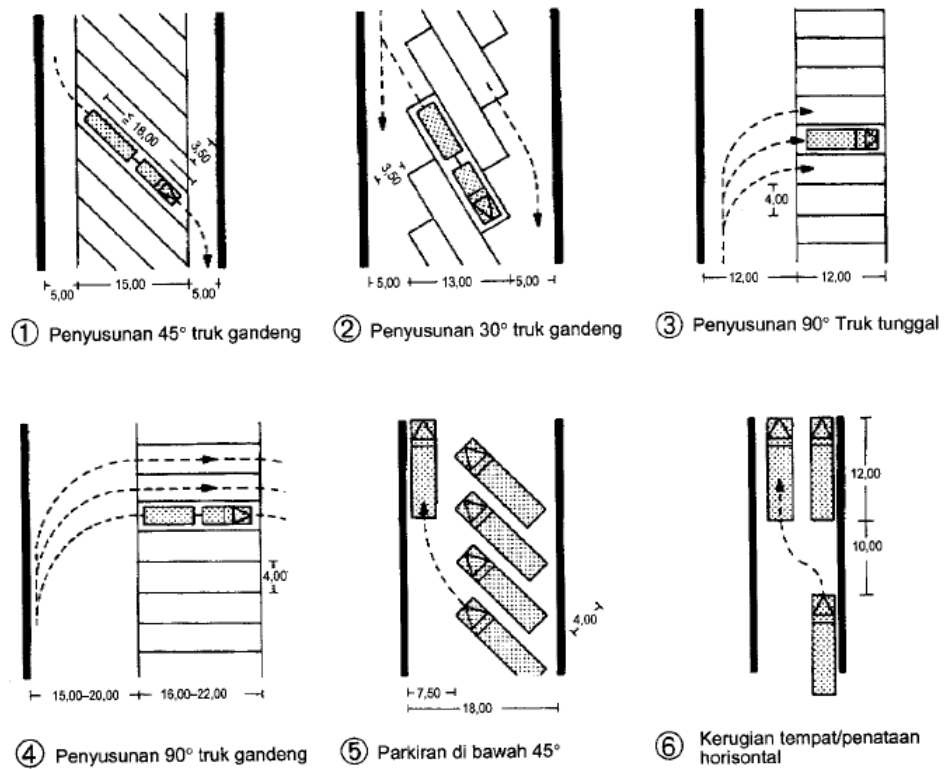 ≤ 18,00
3,50
5,00 15,00 5,00
① Penyusunan 45° truk gandeng
3,50
5,00 13,00 5,00
② Penyusunan 30° truk gandeng
4,00
12,00 12,00
③ Penyusunan 90° Truk tunggal
4,00
15,00–20,00 16,00–22,00
④ Penyusunan 90° truk gandeng
4,00
7,50
18,00
⑤ Parkiran di bawah 45°
12,00
10,00
⑥ Kerugian tempat/penataan
horisontal